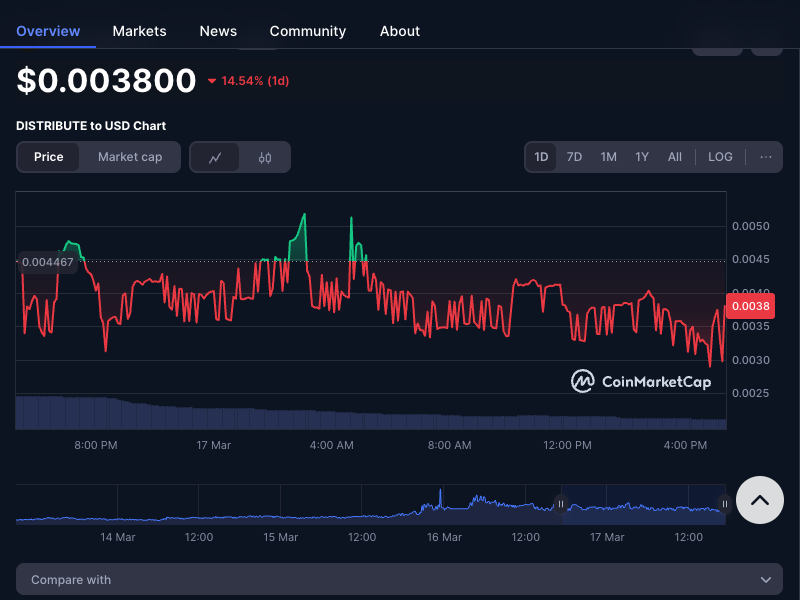 Overview Markets News Community About
$0.003800 14.54% (1d)
DISTRIBUTE to USD Chart
Price Market cap 1D 7D 1M 1Y All LOG ...
0.0050
0.004467 0.0045
0.0040
0.0038
0.0035
0.0030
CoinMarketCap
0.0025
8:00 PM 17 Mar 4:00 AM 8:00 AM 12:00 PM 4:00 PM
14 Mar 12:00 15 Mar 12:00 16 Mar 12:00 17 Mar 12:00
Compare with